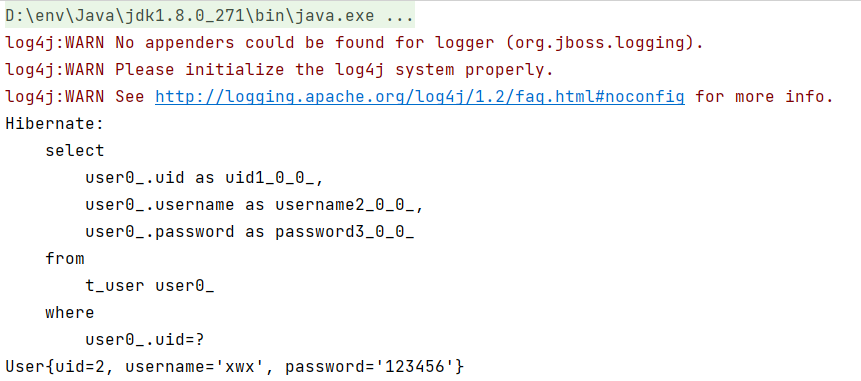 D:\env\Java\jdk1.8.0_271\bin\java.exe ...
log4j:WARN No appenders could be found for logger (org.jboss.logging).
log4j:WARN Please initialize the log4j system properly.
log4j:WARN See http://logging.apache.org/log4j/1.2/faq.html#noconfig for more info.
Hibernate:
    select
        user0_.uid as uid1_0_0_,
        user0_.username as username2_0_0_,
        user0_.password as password3_0_0_
    from
        t_user user0_
    where
        user0_.uid=?
User{uid=2, username='xwx', password='123456'}